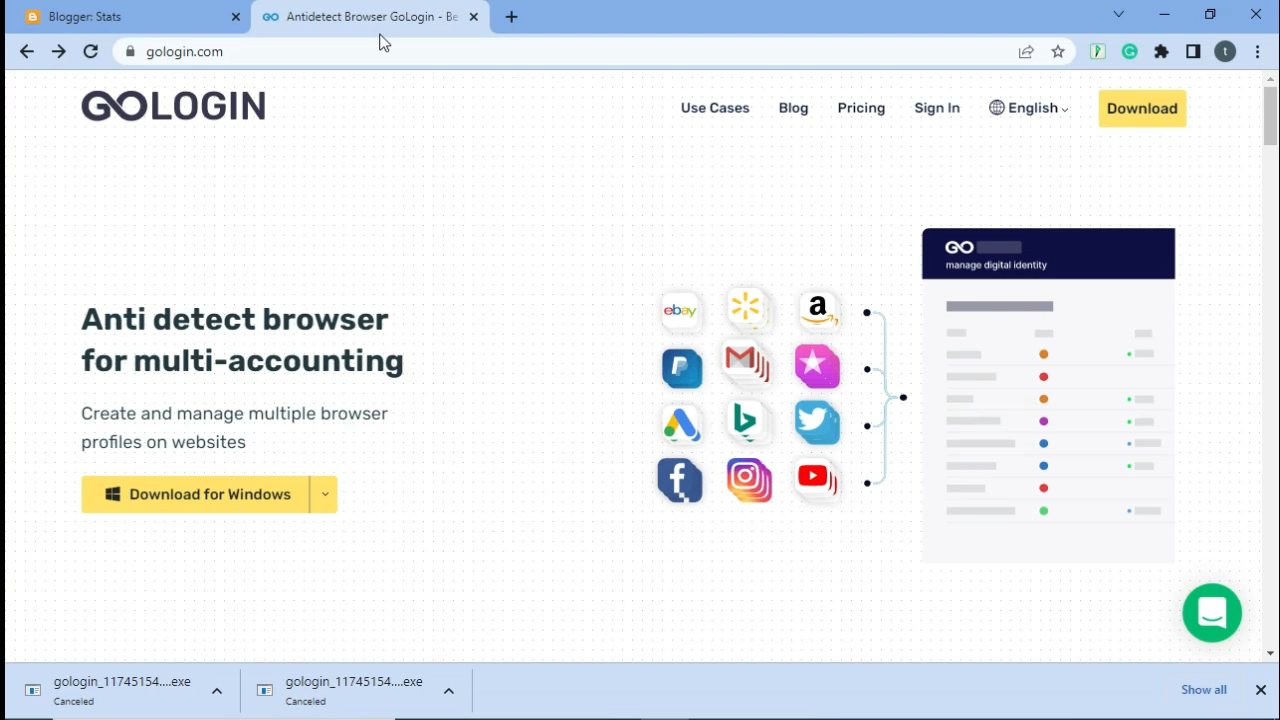 Blogger: Stats
Antidetect Browser GoLogin - Be
gologin.com
t
GOLOGIN
Use Cases
Blog
Pricing
Sign In
English
Download
GO
manage digital identity
ebay
a
Anti detect browser
for multi-accounting
Create and manage multiple browser
profiles on websites
Download for Windows
gologin_11745154....exe
Canceled
gologin_11745154....exe
Canceled
Show all